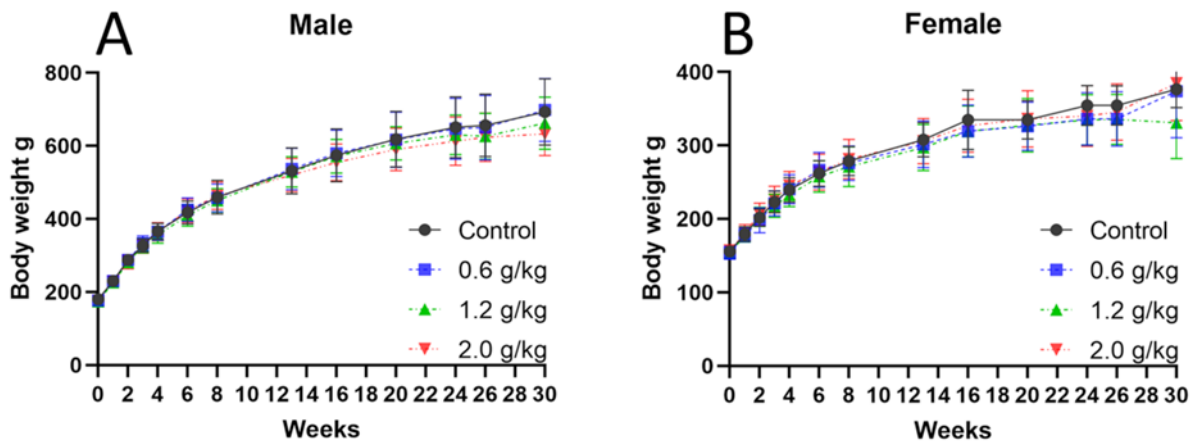 A
Male
Body weight g
800
600
400
200
0
Control
0.6 g/kg
1.2 g/kg
2.0 g/kg
0 2 4 6 8 10 12 14 16 18 20 22 24 26 28 30
Weeks
B
Female
Body weight g
400
300
200
100
0
Control
0.6 g/kg
1.2 g/kg
2.0 g/kg
0 2 4 6 8 10 12 14 16 18 20 22 24 26 28 30
Weeks